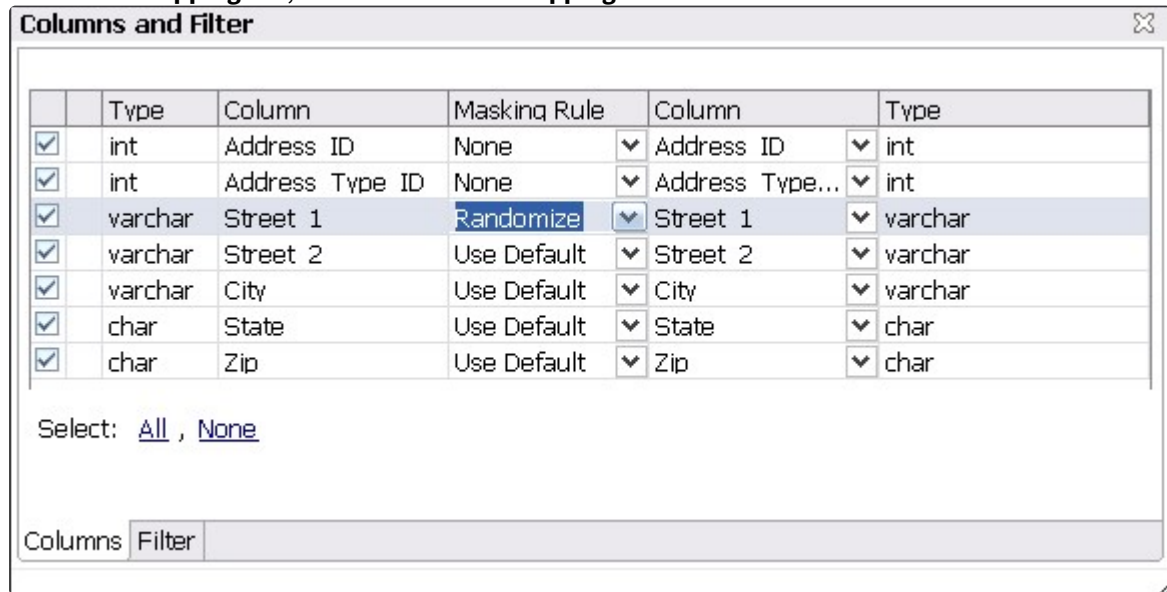 Columns and Filter
Type Column Masking Rule Column Type
int Address ID None Address ID int
int Address Type ID None Address Type... int
varchar Street 1 Randomize Street 1 varchar
varchar Street 2 Use Default Street 2 varchar
varchar City Use Default City varchar
char State Use Default State char
char Zip Use Default Zip char
Select: All , None
Columns Filter